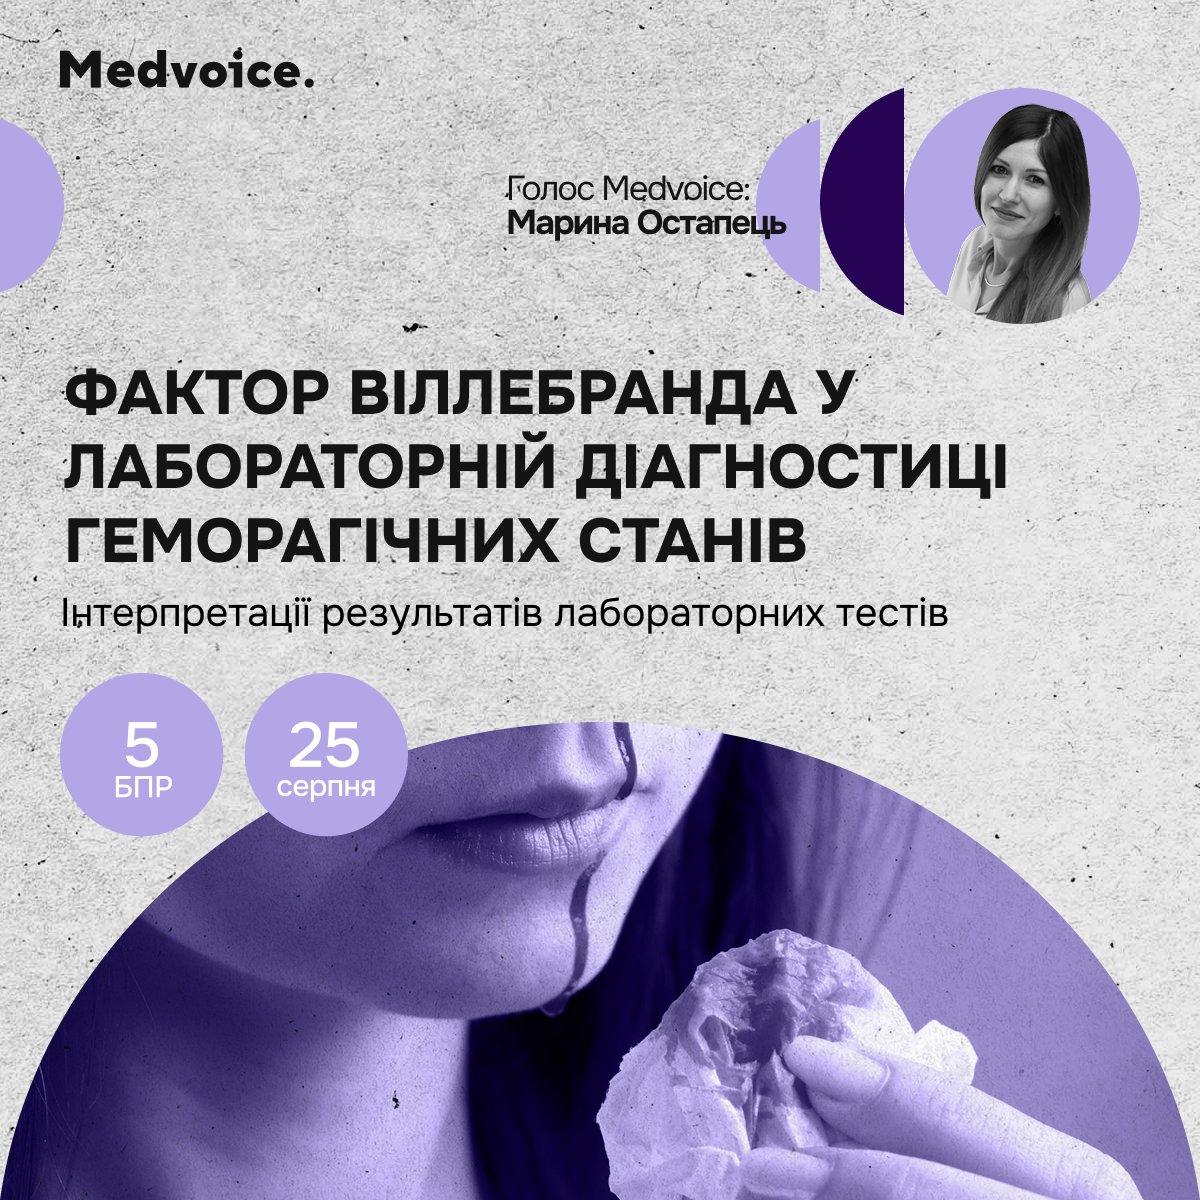 Medvoice.
Голос Medvoice:
Марина Остапець
ФАКТОР ВІЛЛЕБРАНДА У
ЛАБОРАТОРНІЙ ДІАГНОСТИЦІ
ГЕМОРАГІЧНИХ СТАНІВ
Інтерпретації результатів лабораторних тестів
5
БПР
25
серпня